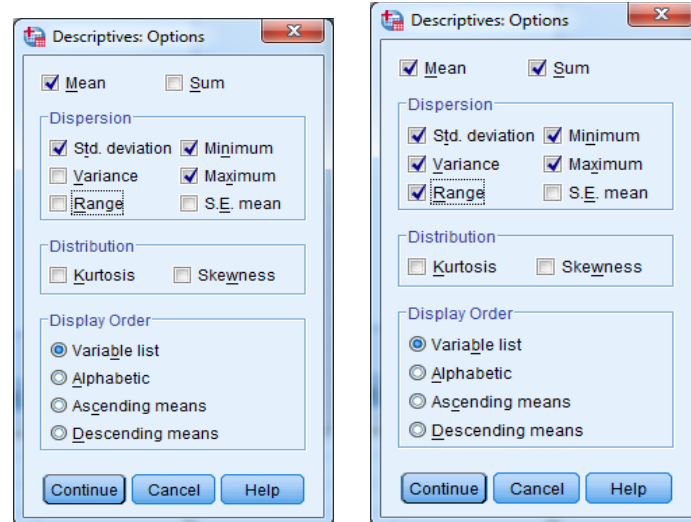 Descriptives: Options
Mean Sum
Dispersion
Std. deviation Minimum
Variance Maximum
Range S.E. mean
Distribution
Kurtosis Skewness
Display Order
Variable list
Alphabetic
Ascending means
Descending means
Continue Cancel Help
Descriptives: Options
Mean Sum
Dispersion
Std. deviation Minimum
Variance Maximum
Range S.E. mean
Distribution
Kurtosis Skewness
Display Order
Variable list
Alphabetic
Ascending means
Descending means
Continue Cancel Help